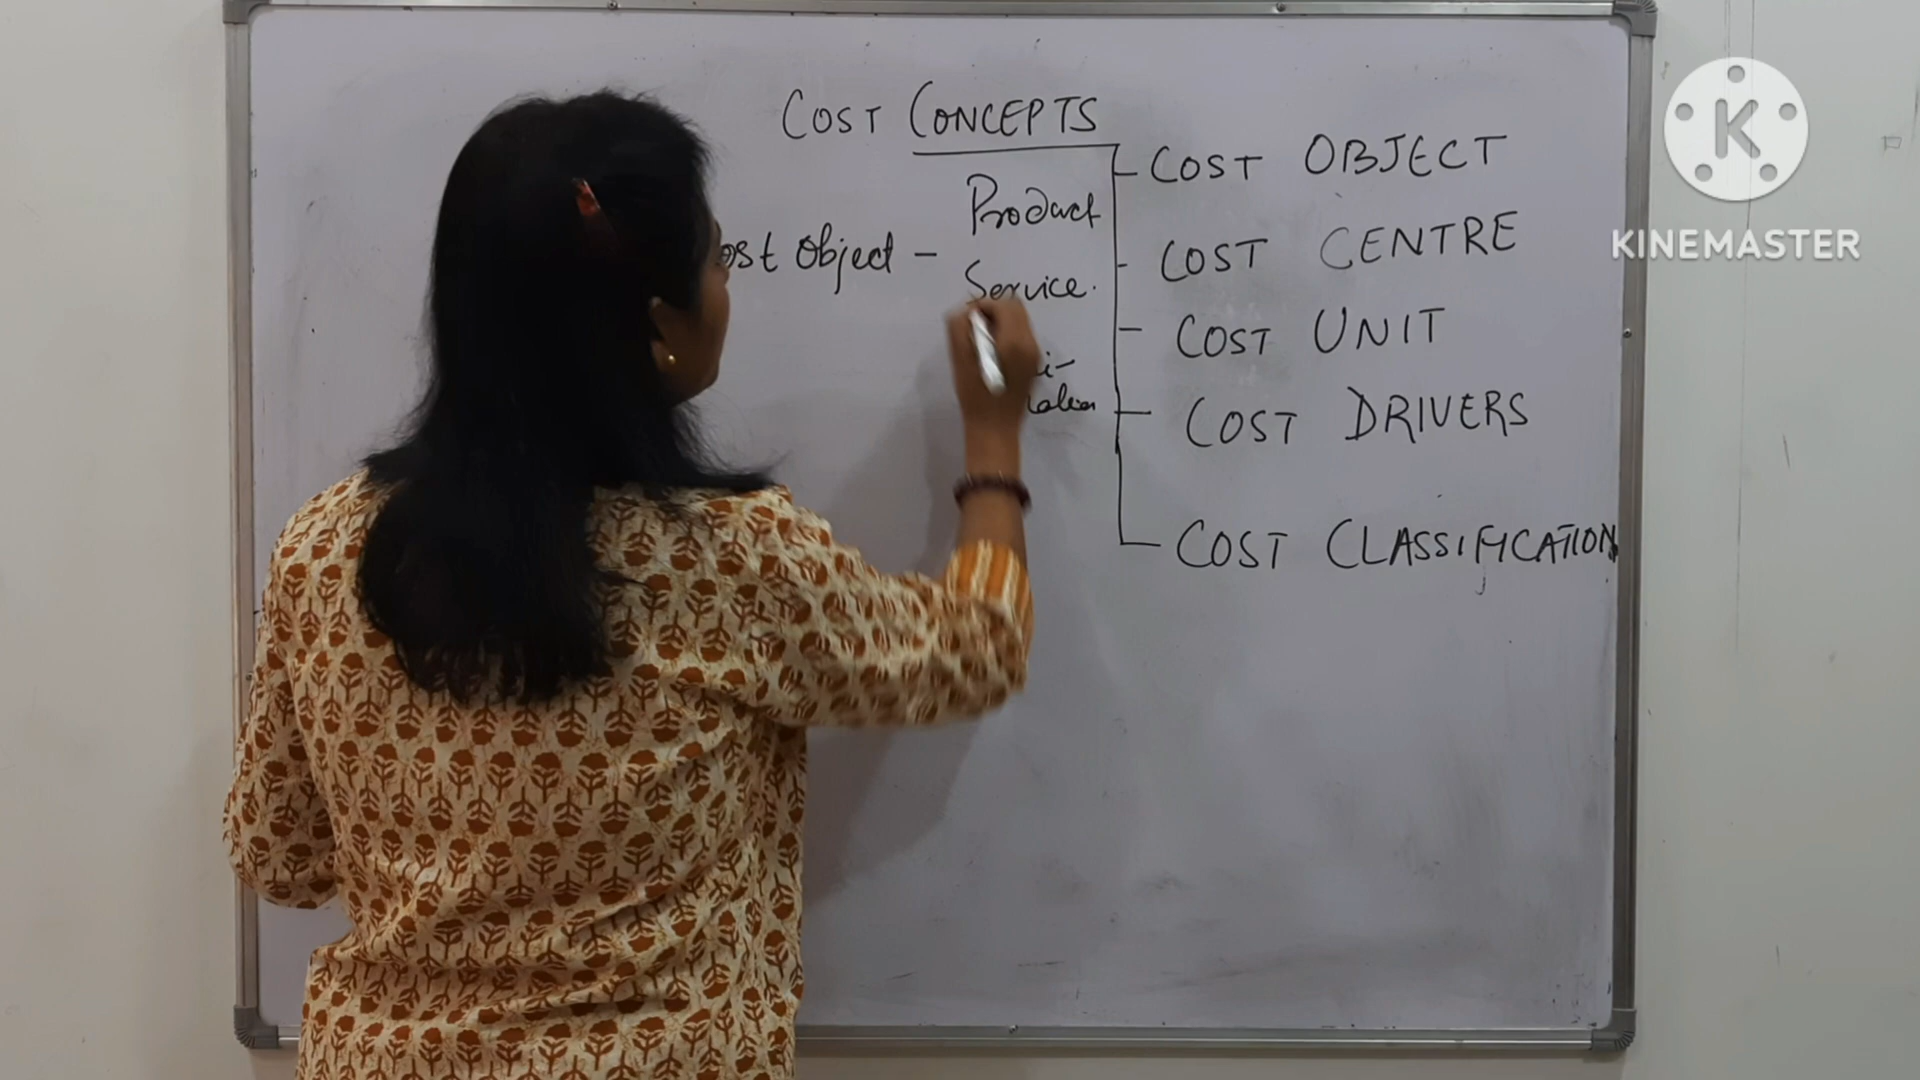 COST CONCEPTS
COST OBJECT
Product
ost Object -
Service.
COST CENTRE
COST UNIT
COST DRIVERS
COST CLASSIFICATION
K
KINEMASTER